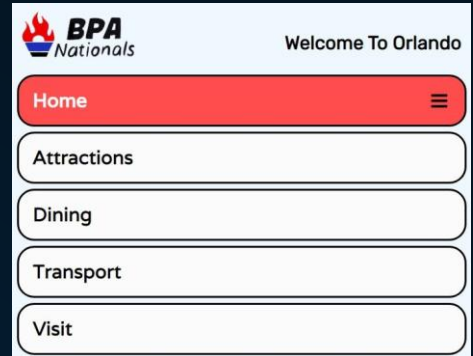 BPA
Nationals
Welcome To Orlando
Home
Attractions
Dining
Transport
Visit